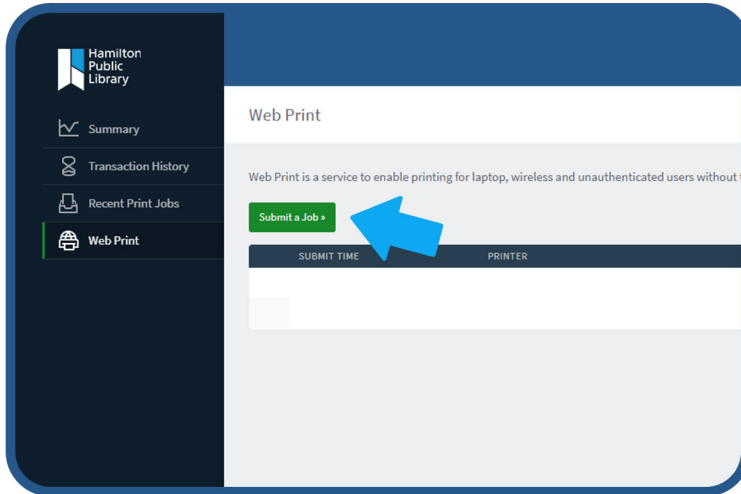 Hamilton
Public
Library
Summary
Transaction History
Recent Print Jobs
Web Print
Web Print
Web Print is a service to enable printing for laptop, wireless and unauthenticated users without
Submit a Job »
SUBMIT TIME PRINTER